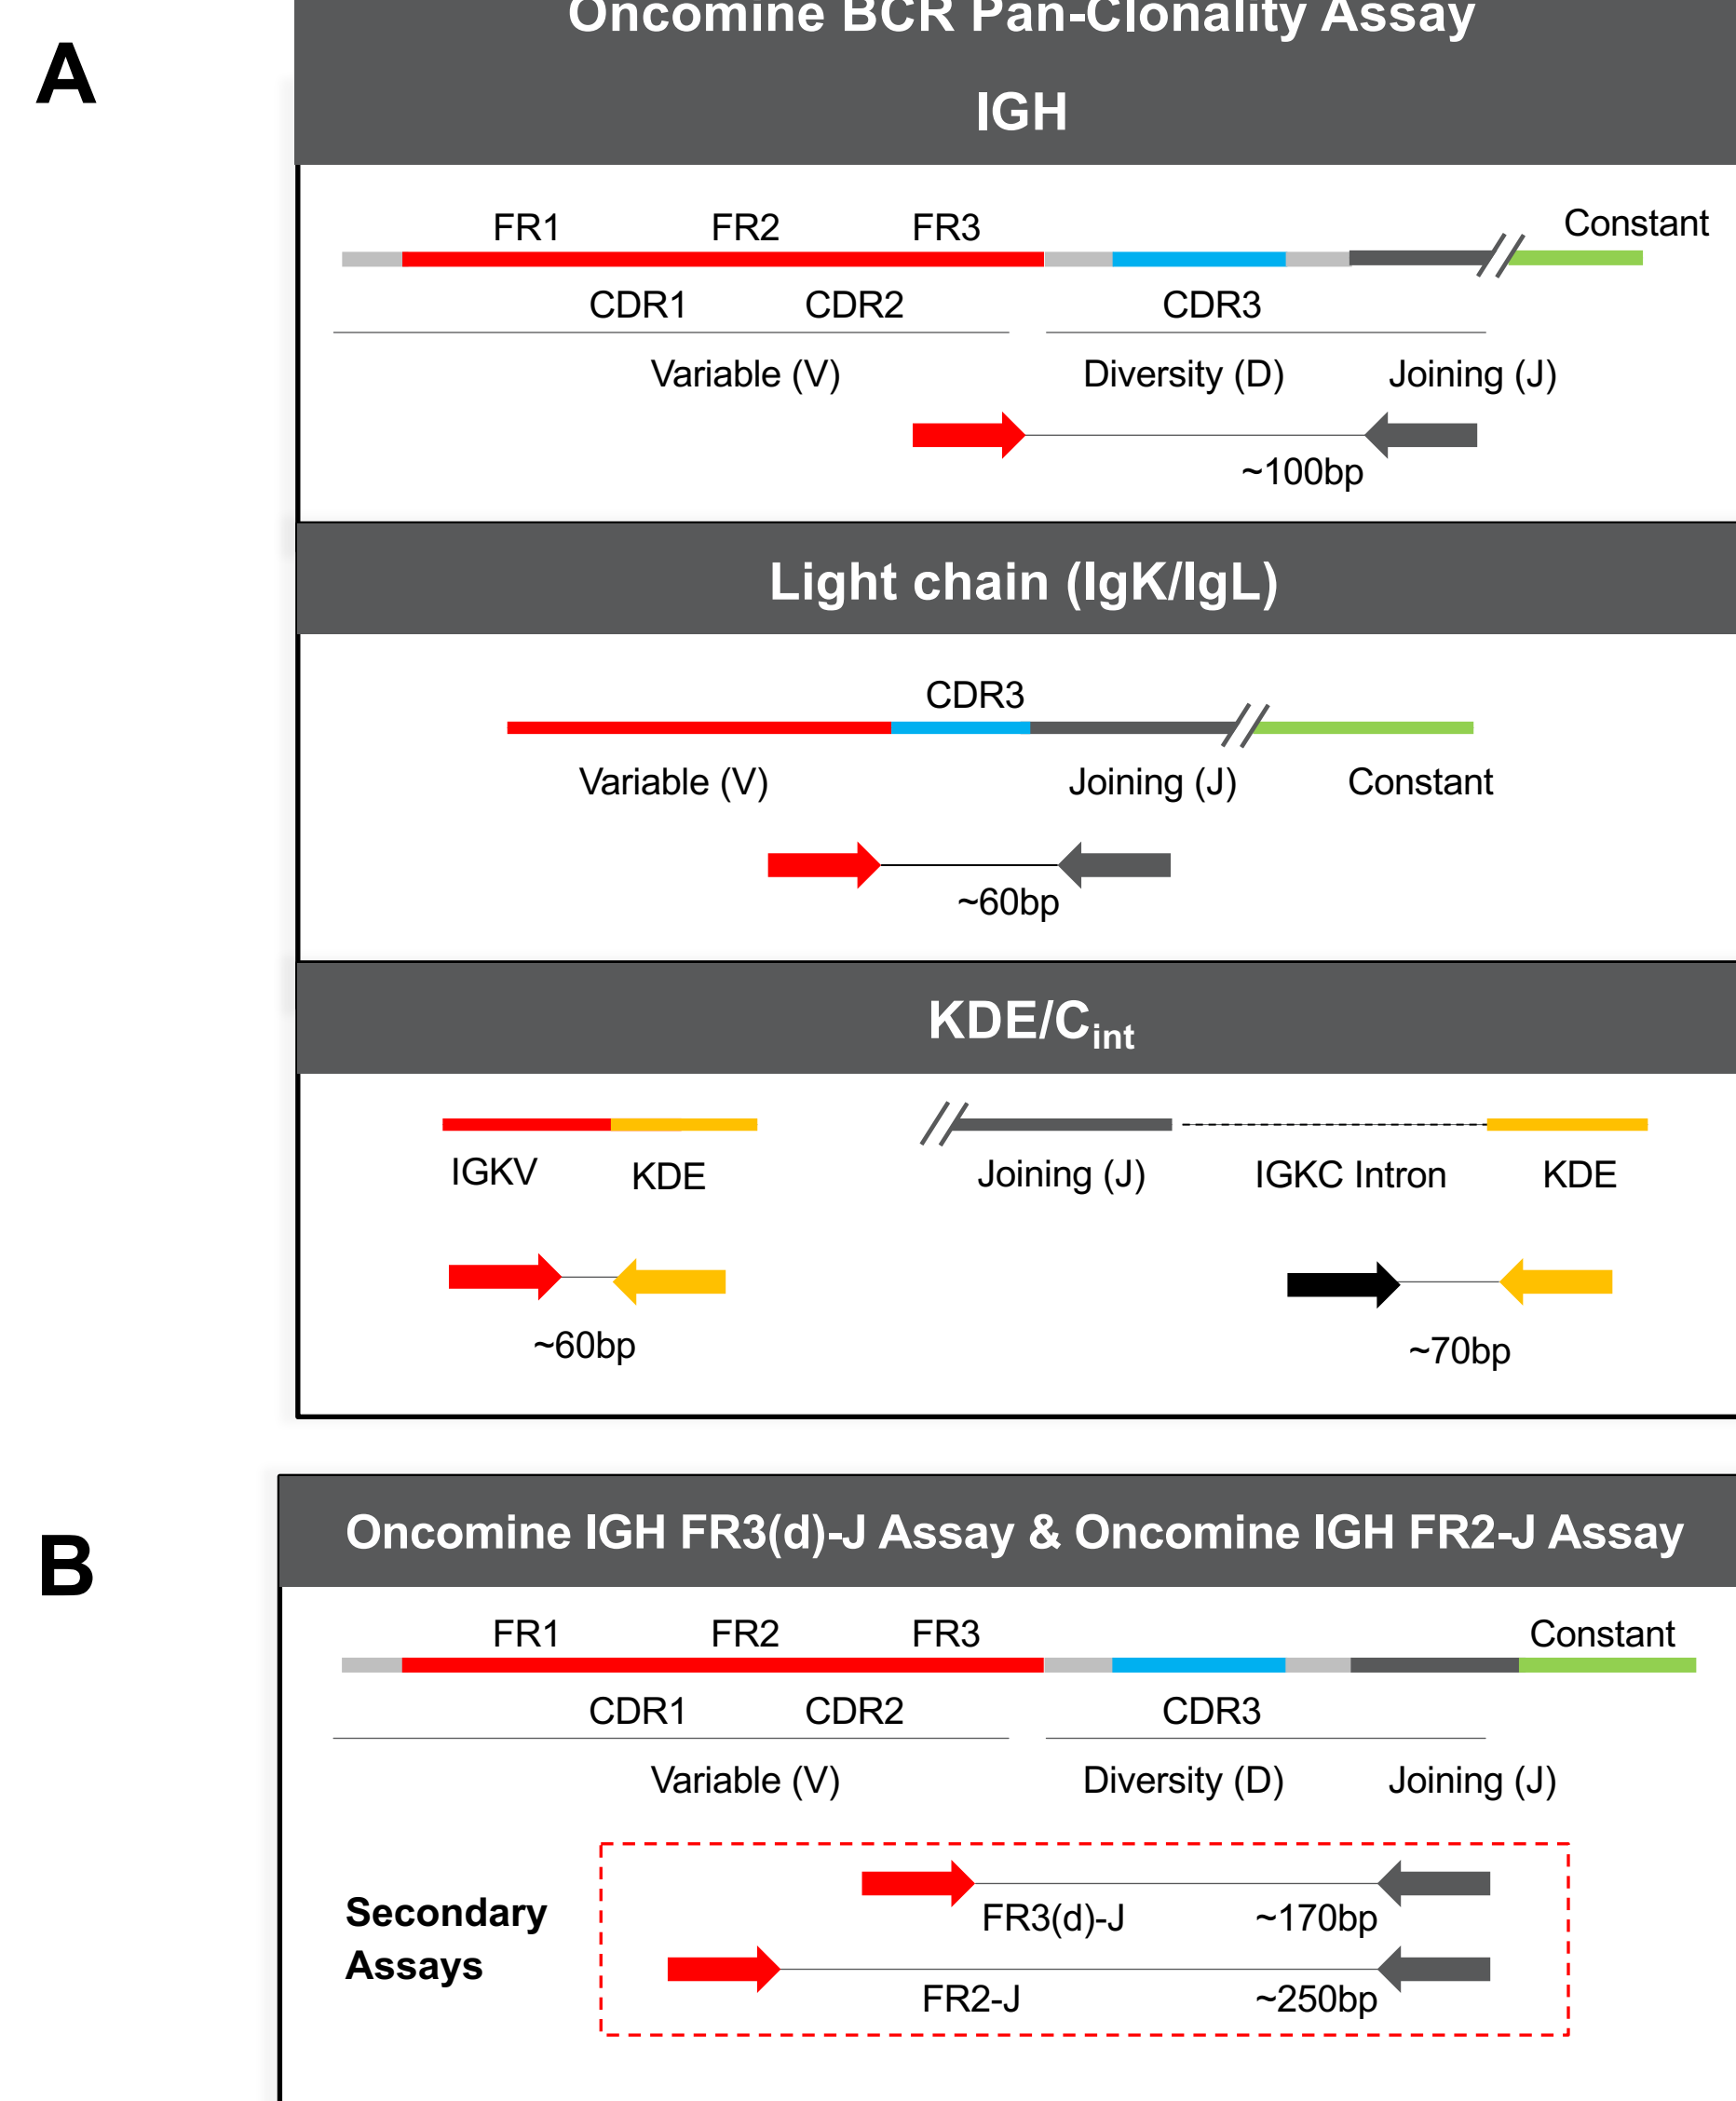 A
Oncomine BCR Pan-Clonality Assay
IGH
FR1 FR2 FR3 Constant
CDR1 CDR2 CDR3
Variable (V) Diversity (D) Joining (J)
~100bp
Light chain (IgK/IgL)
CDR3
Variable (V) Joining (J) Constant
~60bp
KDE/Cint
IGKV KDE Joining (J) IGKC Intron KDE
~60bp ~70bp
B
Oncomine IGH FR3(d)-J Assay & Oncomine IGH FR2-J Assay
FR1 FR2 FR3 Constant
CDR1 CDR2 CDR3
Variable (V) Diversity (D) Joining (J)
Secondary
Assays
FR3(d)-J ~170bp
FR2-J ~250bp